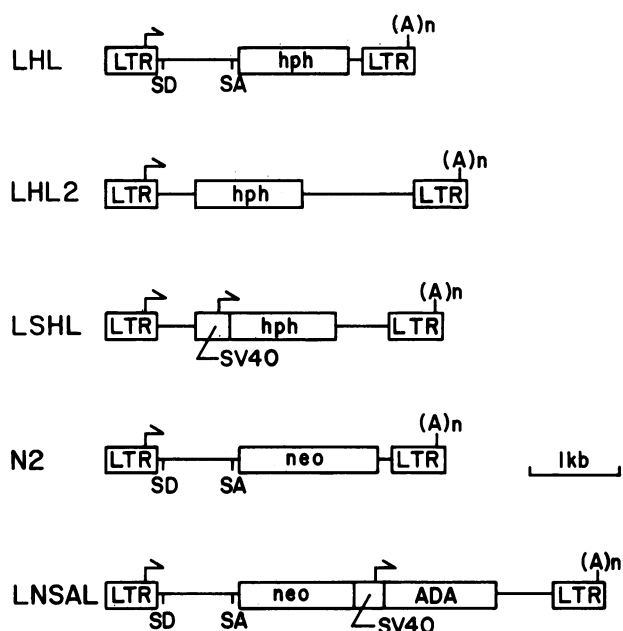 (A)n
LHL LTR hph LTR
SD SA
(A)n
LHL2 LTR hph LTR
(A)n
LSHL LTR hph LTR
SV40
(A)n
N2 LTR neo LTR 1kb
SD SA
(A)n
LNSAL LTR neo ADA LTR
SD SA SV40